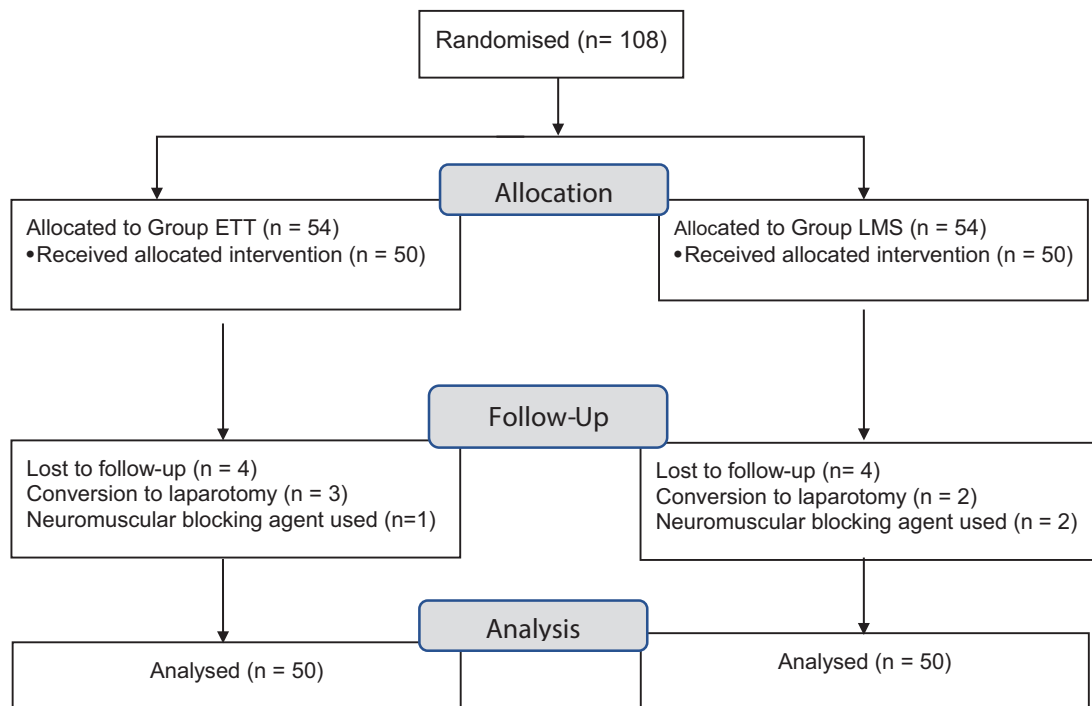 Randomised (n= 108)
Allocation
Allocated to Group ETT (n = 54)
•Received allocated intervention (n = 50)
Allocated to Group LMS (n = 54)
•Received allocated intervention (n = 50)
Follow-Up
Lost to follow-up (n = 4)
Conversion to laparotomy (n = 3)
Neuromuscular blocking agent used (n=1)
Lost to follow-up (n= 4)
Conversion to laparotomy (n = 2)
Neuromuscular blocking agent used (n = 2)
Analysis
Analysed (n = 50)
Analysed (n = 50)